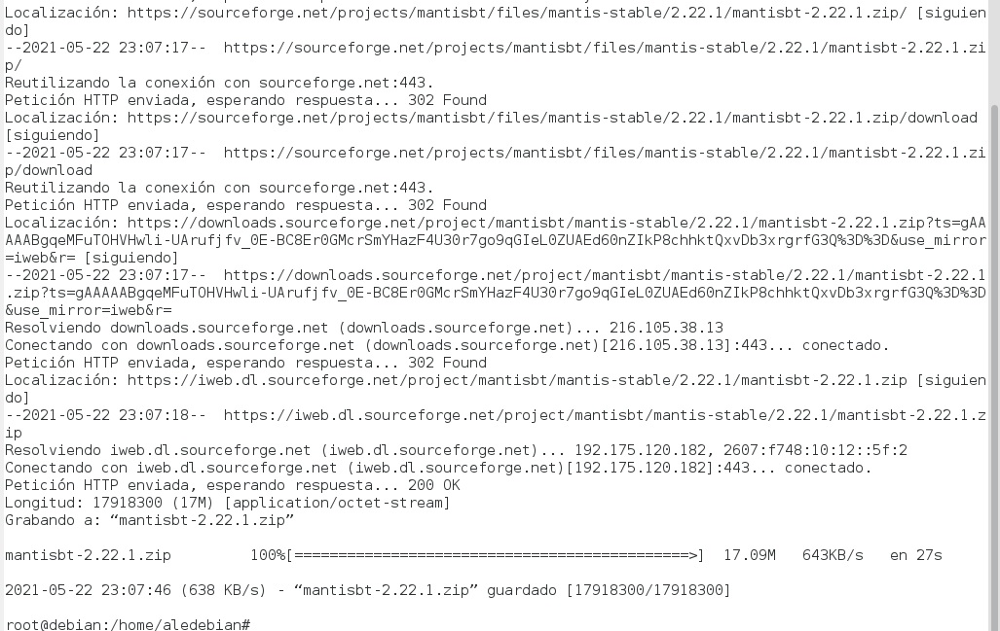 Localización: https://sourceforge.net/projects/mantisbt/files/mantis-stable/2.22.1/mantisbt-2.22.1.zip/ [siguien
do]
--2021-05-22 23:07:17--  https://sourceforge.net/projects/mantisbt/files/mantis-stable/2.22.1/mantisbt-2.22.1.zi
p/
Reutilizando la conexión con sourceforge.net:443.
Petición HTTP enviada, esperando respuesta... 302 Found
Localización: https://sourceforge.net/projects/mantisbt/files/mantis-stable/2.22.1/mantisbt-2.22.1.zip/download
[siguiendo]
--2021-05-22 23:07:17--  https://sourceforge.net/projects/mantisbt/files/mantis-stable/2.22.1/mantisbt-2.22.1.zi
p/download
Reutilizando la conexión con sourceforge.net:443.
Petición HTTP enviada, esperando respuesta... 302 Found
Localización: https://downloads.sourceforge.net/project/mantisbt/mantis-stable/2.22.1/mantisbt-2.22.1.zip?ts=gAA
AAABgqeMFuTOHVHwli-UArufjfv_0E-BC8Er0GMcrSmYHazF4U30r7go9qGIeL0ZUAEd60nZIkP8chhktQxvDb3xrgrfG3Q%3D%3D&use_mirror
=iweb&r= [siguiendo]
--2021-05-22 23:07:17--  https://downloads.sourceforge.net/project/mantisbt/mantis-stable/2.22.1/mantisbt-2.22.1
.zip?ts=gAAAAABgqeMFuTOHVHwli-UArufjfv_0E-BC8Er0GMcrSmYHazF4U30r7go9qGIeL0ZUAEd60nZIkP8chhktQxvDb3xrgrfG3Q%3D%3D
&use_mirror=iweb&r=
Resolviendo downloads.sourceforge.net (downloads.sourceforge.net)... 216.105.38.13
Conectando con downloads.sourceforge.net (downloads.sourceforge.net)[216.105.38.13]:443... conectado.
Petición HTTP enviada, esperando respuesta... 302 Found
Localización: https://iweb.dl.sourceforge.net/project/mantisbt/mantis-stable/2.22.1/mantisbt-2.22.1.zip [siguien
do]
--2021-05-22 23:07:18--  https://iweb.dl.sourceforge.net/project/mantisbt/mantis-stable/2.22.1/mantisbt-2.22.1.z
ip
Resolviendo iweb.dl.sourceforge.net (iweb.dl.sourceforge.net)... 192.175.120.182, 2607:f748:10:12::5f:2
Conectando con iweb.dl.sourceforge.net (iweb.dl.sourceforge.net)[192.175.120.182]:443... conectado.
Petición HTTP enviada, esperando respuesta... 200 OK
Longitud: 17918300 (17M) [application/octet-stream]
Grabando a: “mantisbt-2.22.1.zip”
mantisbt-2.22.1.zip         100%[=============================================>]  17.09M   643KB/s   en 27s
2021-05-22 23:07:46 (638 KB/s) - “mantisbt-2.22.1.zip” guardado [17918300/17918300]
root@debian:/home/aledebian#